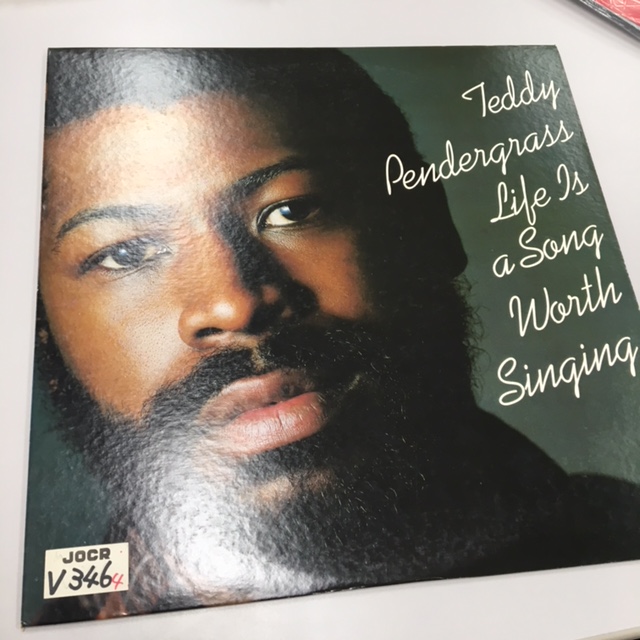 Teddy
Pendergrass
Life Is
a Song
Worth
Singing
JOCR
V3464